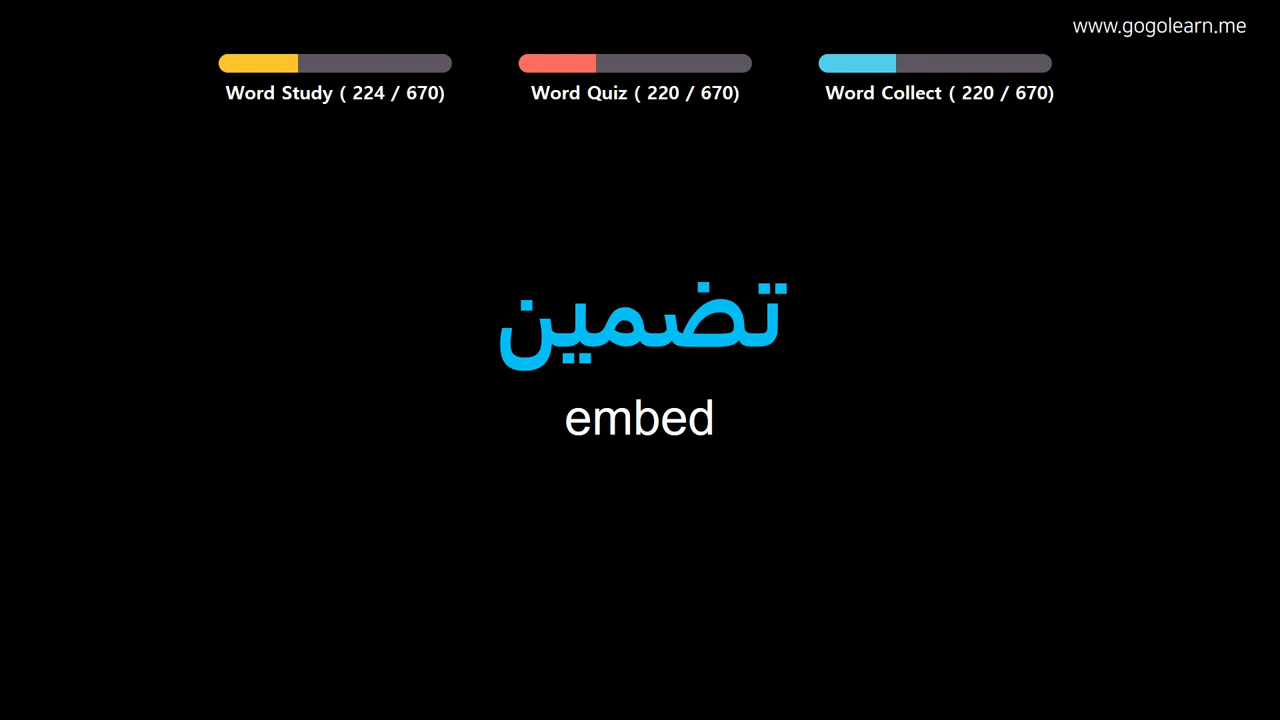 www.gogolearn.me
Word Study ( 224 / 670)
Word Quiz ( 220 / 670)
Word Collect ( 220 / 670)
تضمين
embed